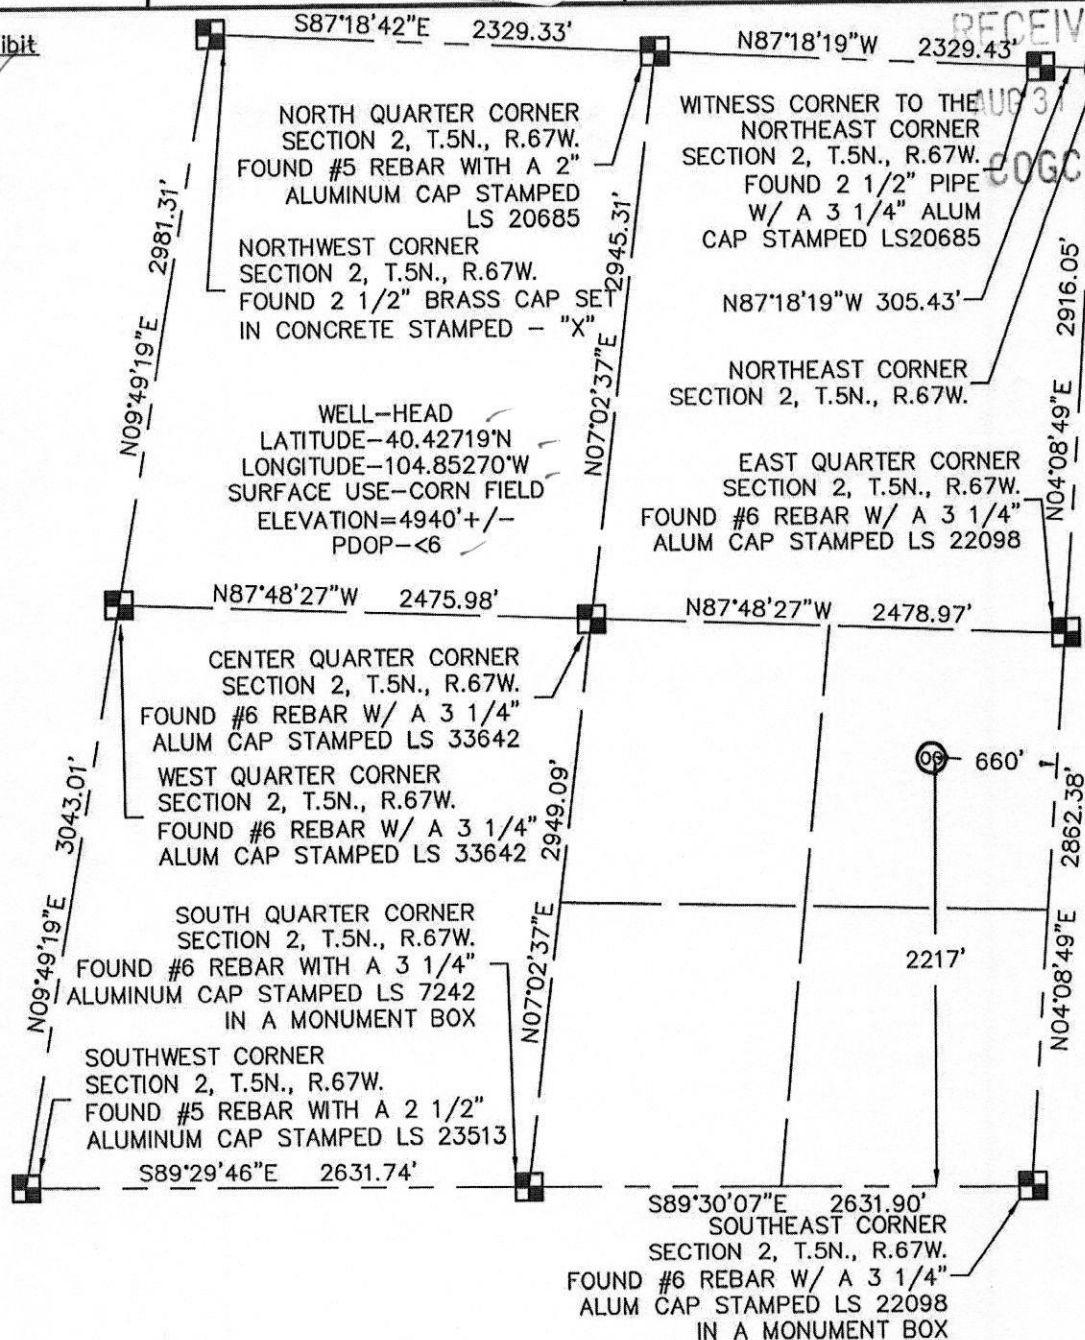 ibit
S87°18'42"E 2329.33'
N87°18'19"W 2329.43'
RECEIV
AUG 31
COGC
NORTH QUARTER CORNER
SECTION 2, T.5N., R.67W.
FOUND #5 REBAR WITH A 2"
ALUMINUM CAP STAMPED
LS 20685
WITNESS CORNER TO THE
NORTHEAST CORNER
SECTION 2, T.5N., R.67W.
FOUND 2 1/2" PIPE
W/ A 3 1/4" ALUM
CAP STAMPED LS20685
NORTHWEST CORNER
SECTION 2, T.5N., R.67W.
FOUND 2 1/2" BRASS CAP SET
IN CONCRETE STAMPED – "X"
N87°18'19"W 305.43'
NORTHEAST CORNER
SECTION 2, T.5N., R.67W.
N09°49'19"E 2981.31'
N07°02'37"E 2945.31'
N04°08'49"E 2916.05'
WELL–HEAD
LATITUDE–40.42719°N
LONGITUDE–104.85270°W
SURFACE USE–CORN FIELD
ELEVATION=4940'+/–
PDOP–<6
EAST QUARTER CORNER
SECTION 2, T.5N., R.67W.
FOUND #6 REBAR W/ A 3 1/4"
ALUM CAP STAMPED LS 22098
N87°48'27"W 2475.98'
N87°48'27"W 2478.97'
CENTER QUARTER CORNER
SECTION 2, T.5N., R.67W.
FOUND #6 REBAR W/ A 3 1/4"
ALUM CAP STAMPED LS 33642
WEST QUARTER CORNER
SECTION 2, T.5N., R.67W.
FOUND #6 REBAR W/ A 3 1/4"
ALUM CAP STAMPED LS 33642
660'
2217'
N09°49'19"E 3043.01'
N07°02'37"E 2949.09'
N04°08'49"E 2862.38'
SOUTH QUARTER CORNER
SECTION 2, T.5N., R.67W.
FOUND #6 REBAR WITH A 3 1/4"
ALUMINUM CAP STAMPED LS 7242
IN A MONUMENT BOX
SOUTHWEST CORNER
SECTION 2, T.5N., R.67W.
FOUND #5 REBAR WITH A 2 1/2"
ALUMINUM CAP STAMPED LS 23513
S89°29'46"E 2631.74'
S89°30'07"E 2631.90'
SOUTHEAST CORNER
SECTION 2, T.5N., R.67W.
FOUND #6 REBAR W/ A 3 1/4"
ALUM CAP STAMPED LS 22098
IN A MONUMENT BOX